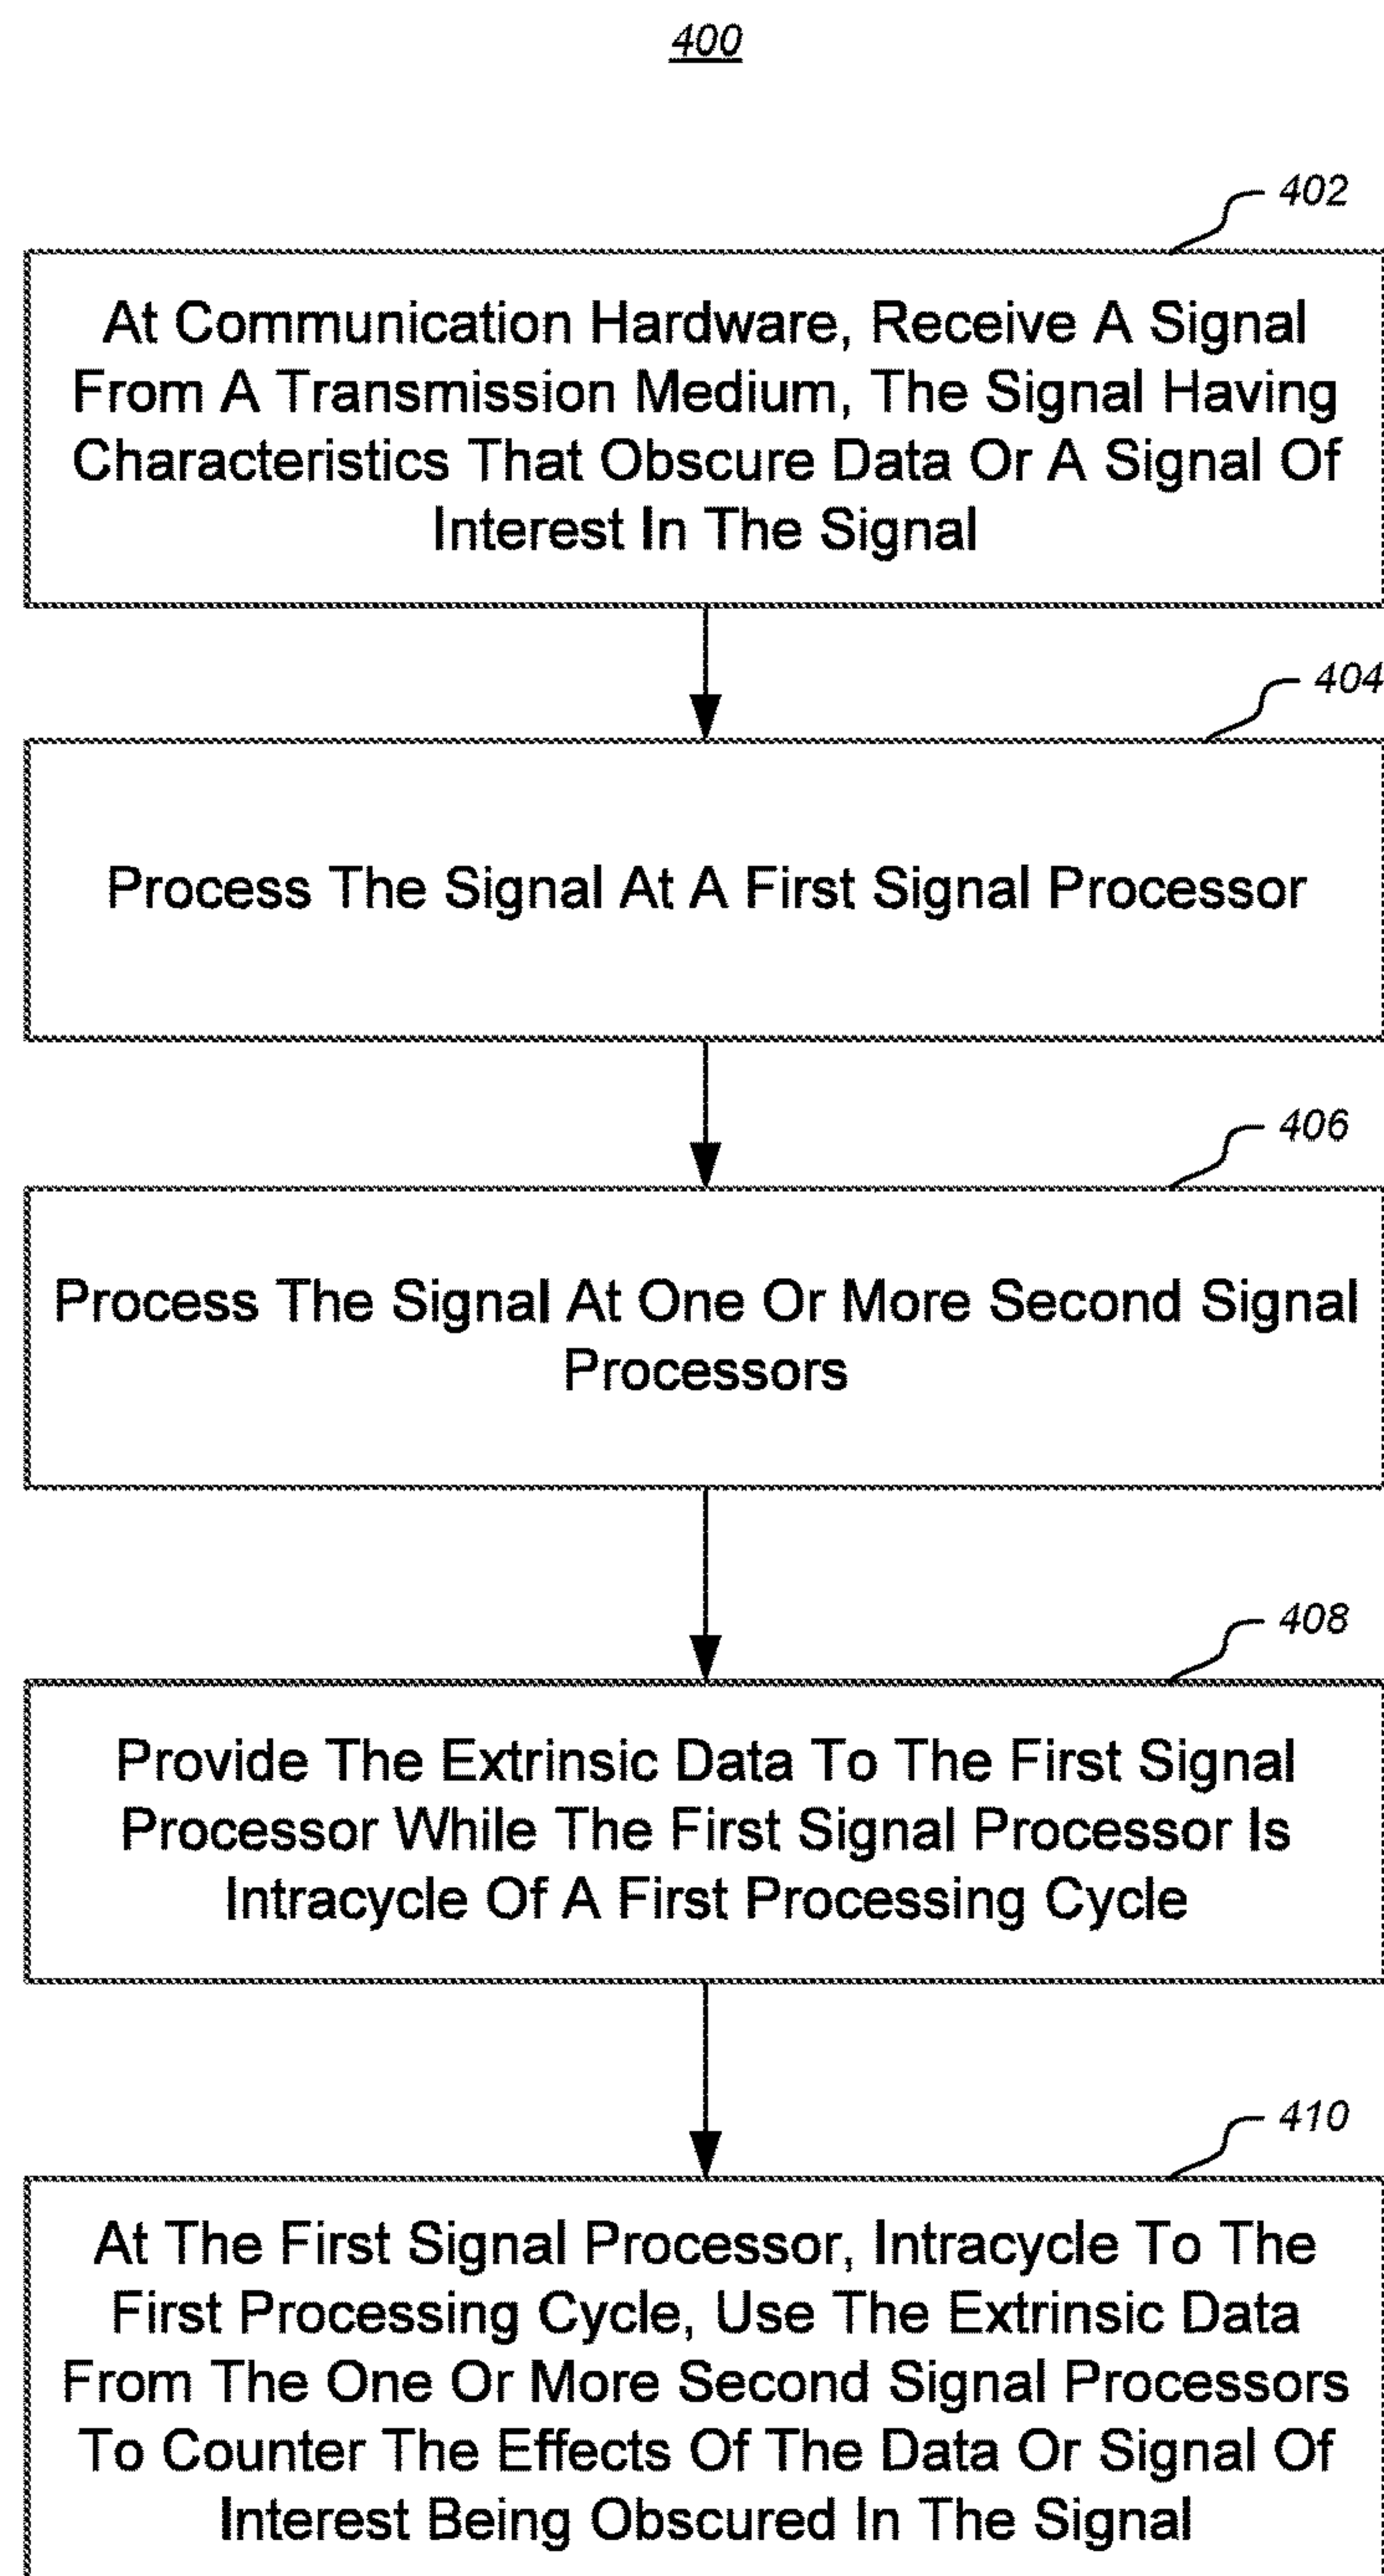 400
402
At Communication Hardware, Receive A Signal
From A Transmission Medium, The Signal Having
Characteristics That Obscure Data Or A Signal Of
Interest In The Signal
404
Process The Signal At A First Signal Processor
406
Process The Signal At One Or More Second Signal
Processors
408
Provide The Extrinsic Data To The First Signal
Processor While The First Signal Processor Is
Intracycle Of A First Processing Cycle
410
At The First Signal Processor, Intracycle To The
First Processing Cycle, Use The Extrinsic Data
From The One Or More Second Signal Processors
To Counter The Effects Of The Data Or Signal Of
Interest Being Obscured In The Signal